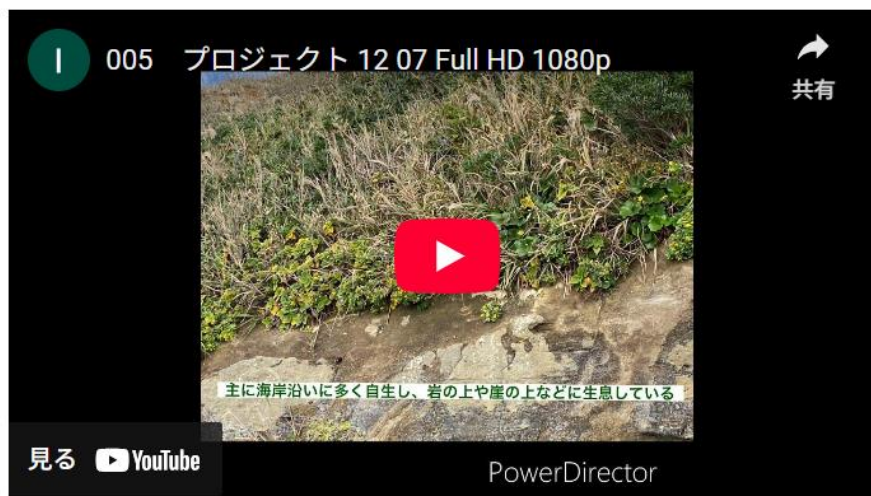 I
005　プロジェクト 12 07 Full HD 1080p
共有
主に海岸沿いに多く自生し、岩の上や崖の上などに生息している
見る YouTube
PowerDirector